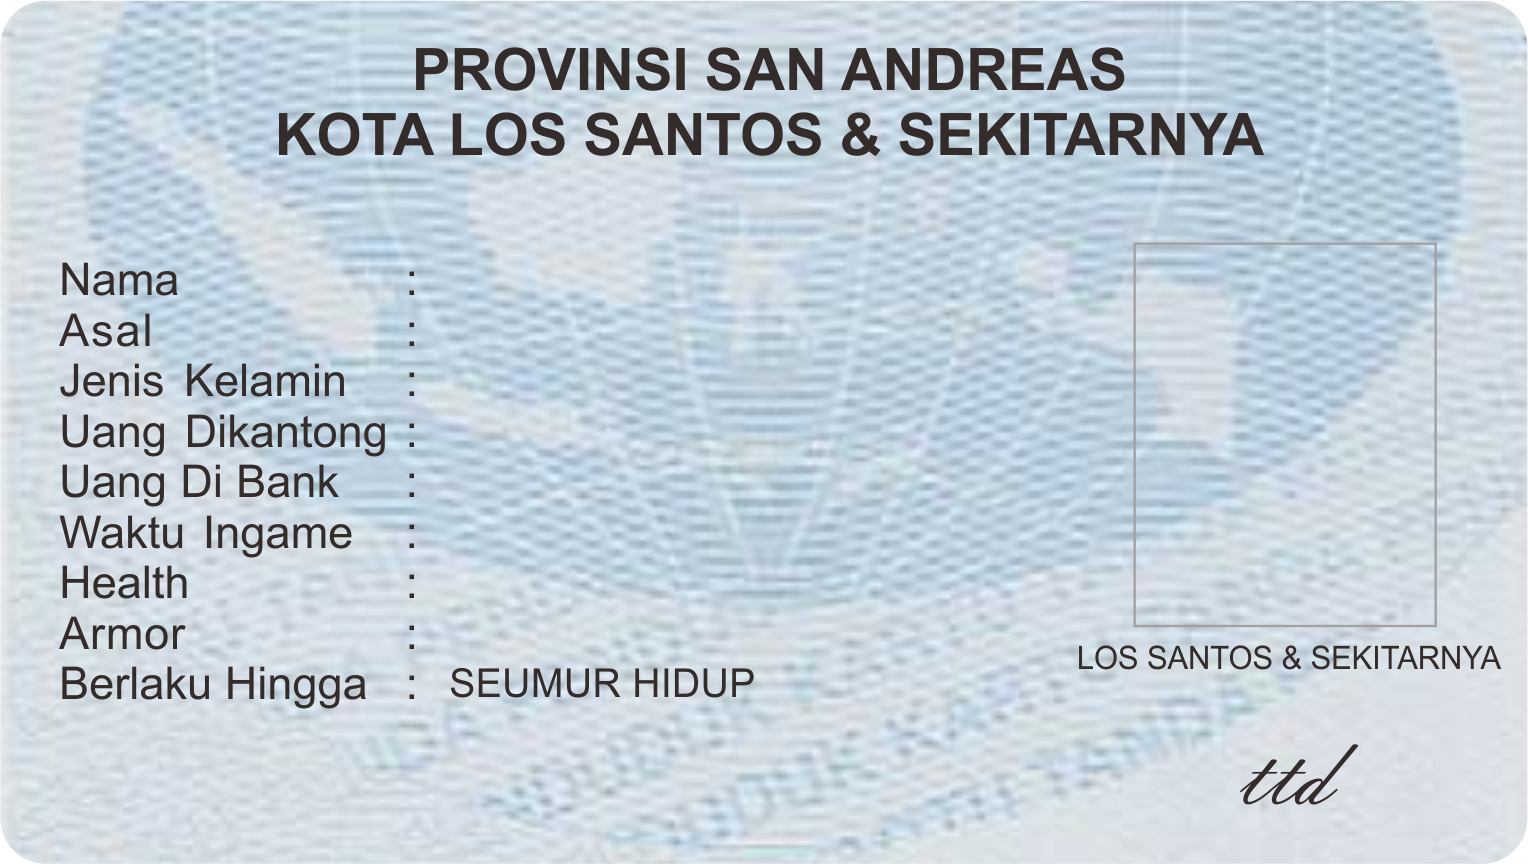 PROVINSI SAN ANDREAS
KOTA LOS SANTOS & SEKITARNYA
Nama :
Asal :
Jenis Kelamin :
Uang Dikantong :
Uang Di Bank :
Waktu Ingame :
Health :
Armor :
Berlaku Hingga : SEUMUR HIDUP
LOS SANTOS & SEKITARNYA
ttd